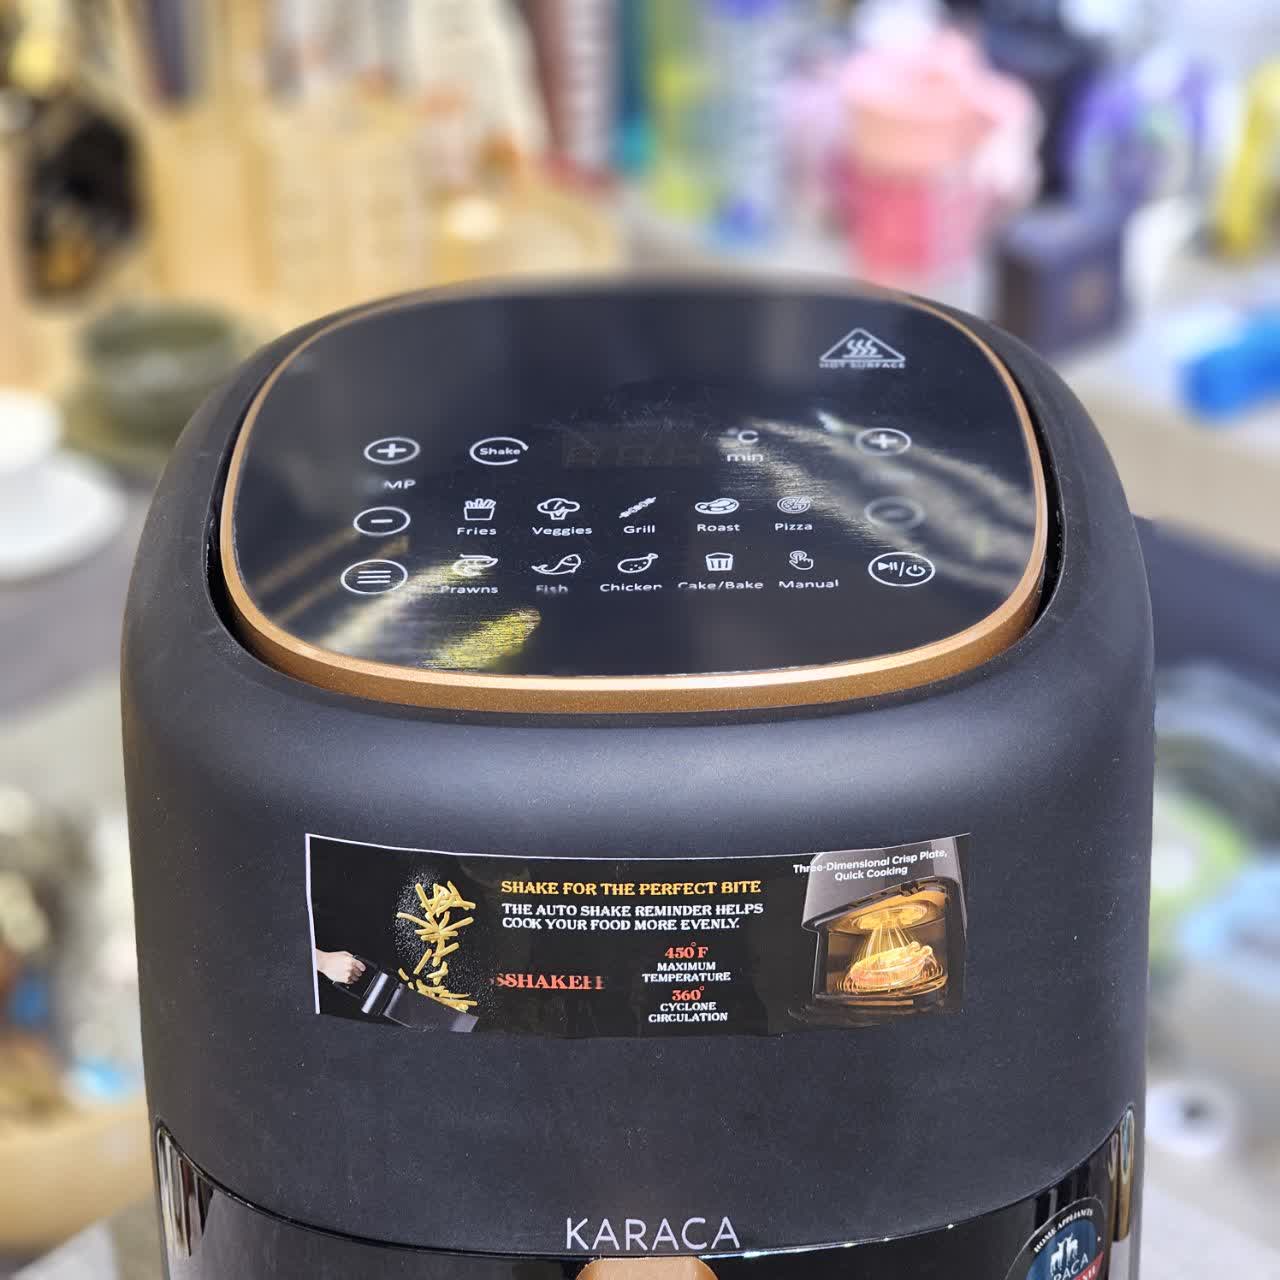 HOT SURFACE
Shake
°C
min
MP
Fries Veggies Grill Roast Pizza
Prawns Fish Chicken Cake/Bake Manual
Three-Dimensional Crisp Plate,
Quick Cooking
SHAKE FOR THE PERFECT BITE
THE AUTO SHAKE REMINDER HELPS
COOK YOUR FOOD MORE EVENLY.
450°F
MAXIMUM
TEMPERATURE
360°
CYCLONE
CIRCULATION
KARACA
HOME APPLIANCES